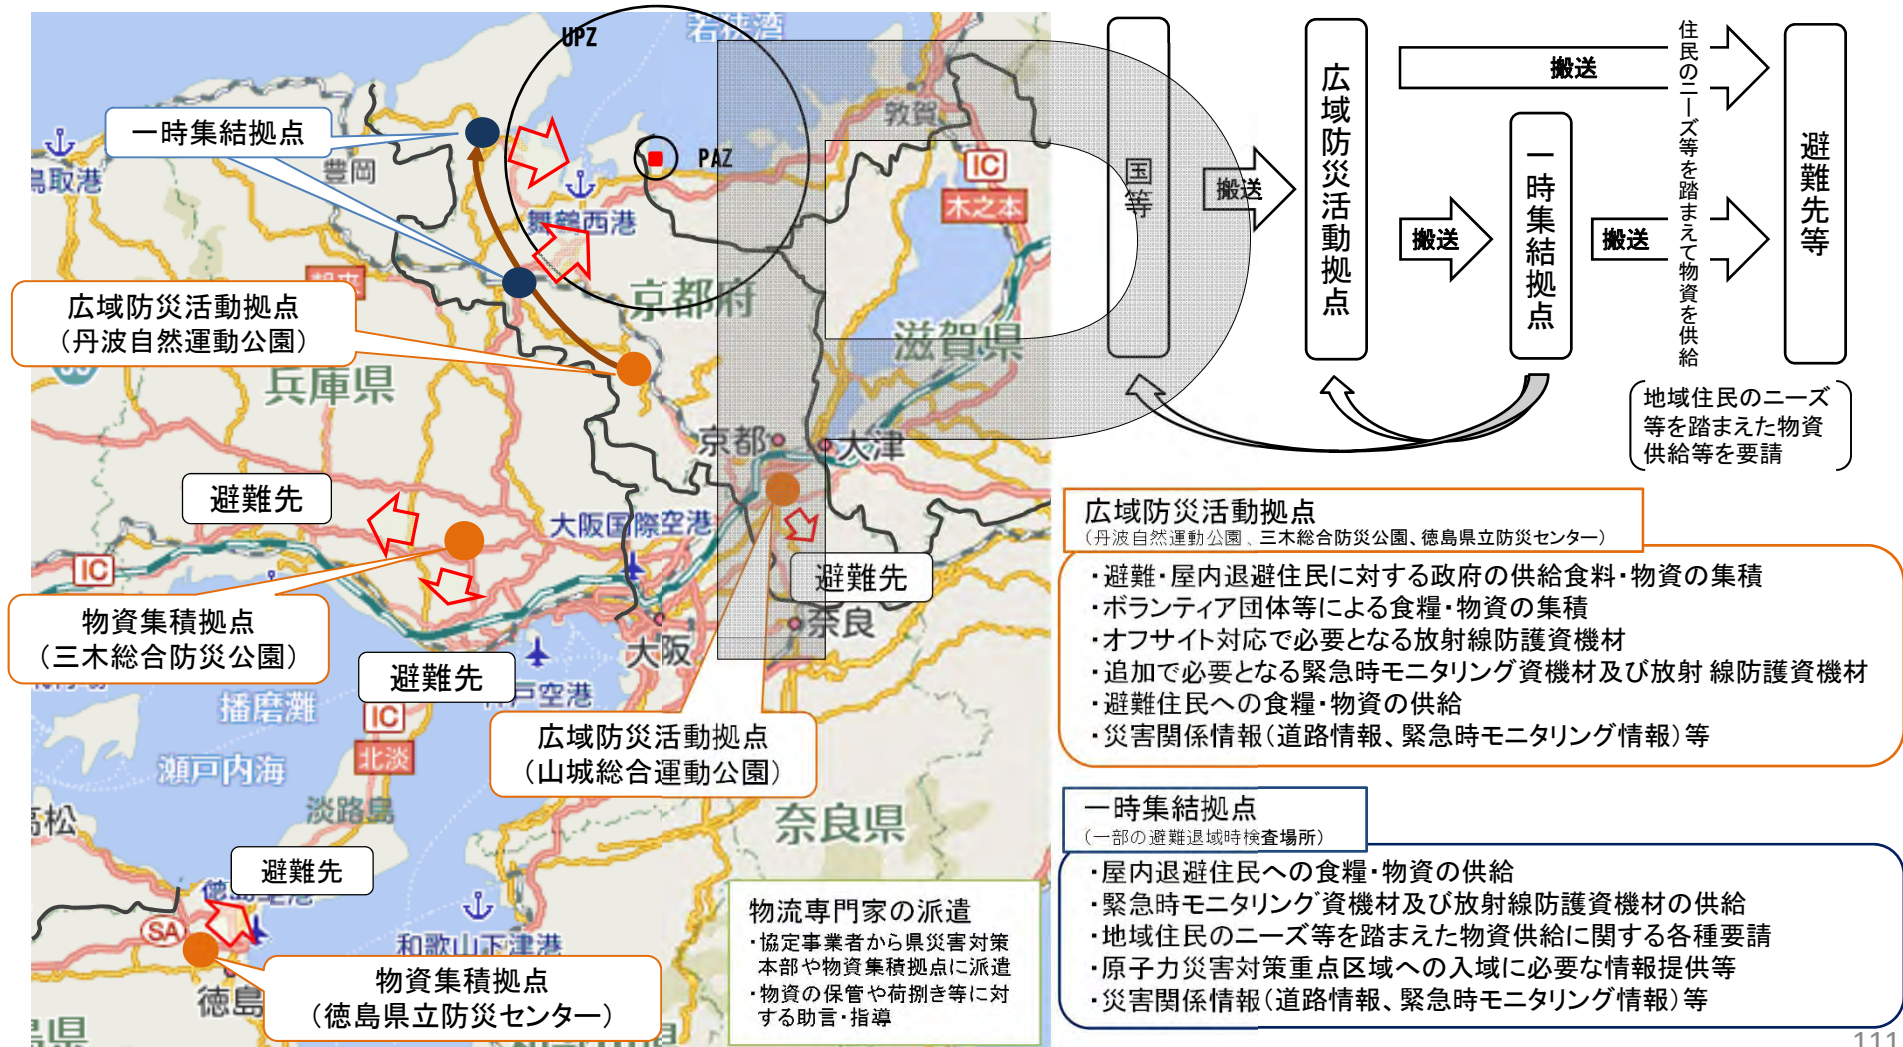 UPZ
若狭湾
一時集結拠点
鳥取港
豊岡
PAZ
敦賀
IC
木之本
舞鶴西港
京都府
滋賀県
広域防災活動拠点
(丹波自然運動公園)
兵庫県
京都
大津
避難先
大阪国際空港
IC
避難先
物資集積拠点
(三木総合防災公園)
大阪
奈良
避難先
戸空港
播磨灘
IC
北淡
瀬戸内海
広域防災活動拠点
(山城総合運動公園)
淡路島
高松
奈良県
避難先
徳島空港
SA
和歌山下津港
物資集積拠点
(徳島県立防災センター)
徳島
島県
物流専門家の派遣
・協定事業者から県災害対策
本部や物資集積拠点に派遣
・物資の保管や荷捌き等に対
する助言・指導
国等
搬送
広域防災活動拠点
搬送
搬送
一時集結拠点
搬送
住民のニーズ等を踏まえて物資を供給
避難先等
地域住民のニーズ
等を踏まえた物資
供給等を要請
広域防災活動拠点
(丹波自然運動公園、三木総合防災公園、徳島県立防災センター)
・避難・屋内退避住民に対する政府の供給食料・物資の集積
・ボランティア団体等による食糧・物資の集積
・オフサイト対応で必要となる放射線防護資機材
・追加で必要となる緊急時モニタリング資機材及び放射 線防護資機材
・避難住民への食糧・物資の供給
・災害関係情報(道路情報、緊急時モニタリング情報)等
一時集結拠点
(一部の避難退域時検査場所)
・屋内退避住民への食糧・物資の供給
・緊急時モニタリング資機材及び放射線防護資機材の供給
・地域住民のニーズ等を踏まえた物資供給に関する各種要請
・原子力災害対策重点区域への入域に必要な情報提供等
・災害関係情報(道路情報、緊急時モニタリング情報)等
111